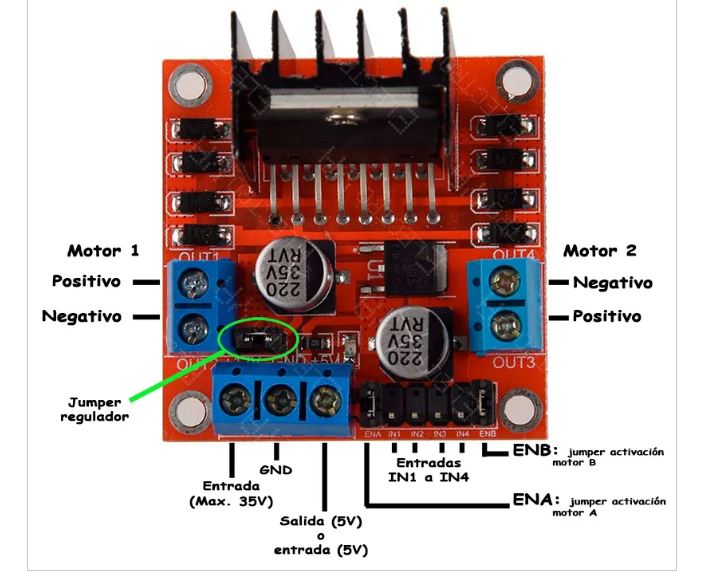 Motor 1
Positivo
Negativo
Jumper
regulador
OUT1
OUT4
Motor 2
Negativo
Positivo
OUT3
220
35V
RVT
220
35V
RVT
GND +5V
ENA IN1 IN2 IN3 IN4 ENB
Entrada
(Max. 35V)
GND
Salida (5V)
o
entrada (5V)
Entradas
IN1 a IN4
ENB: jumper activación
motor B
ENA: jumper activación
motor A